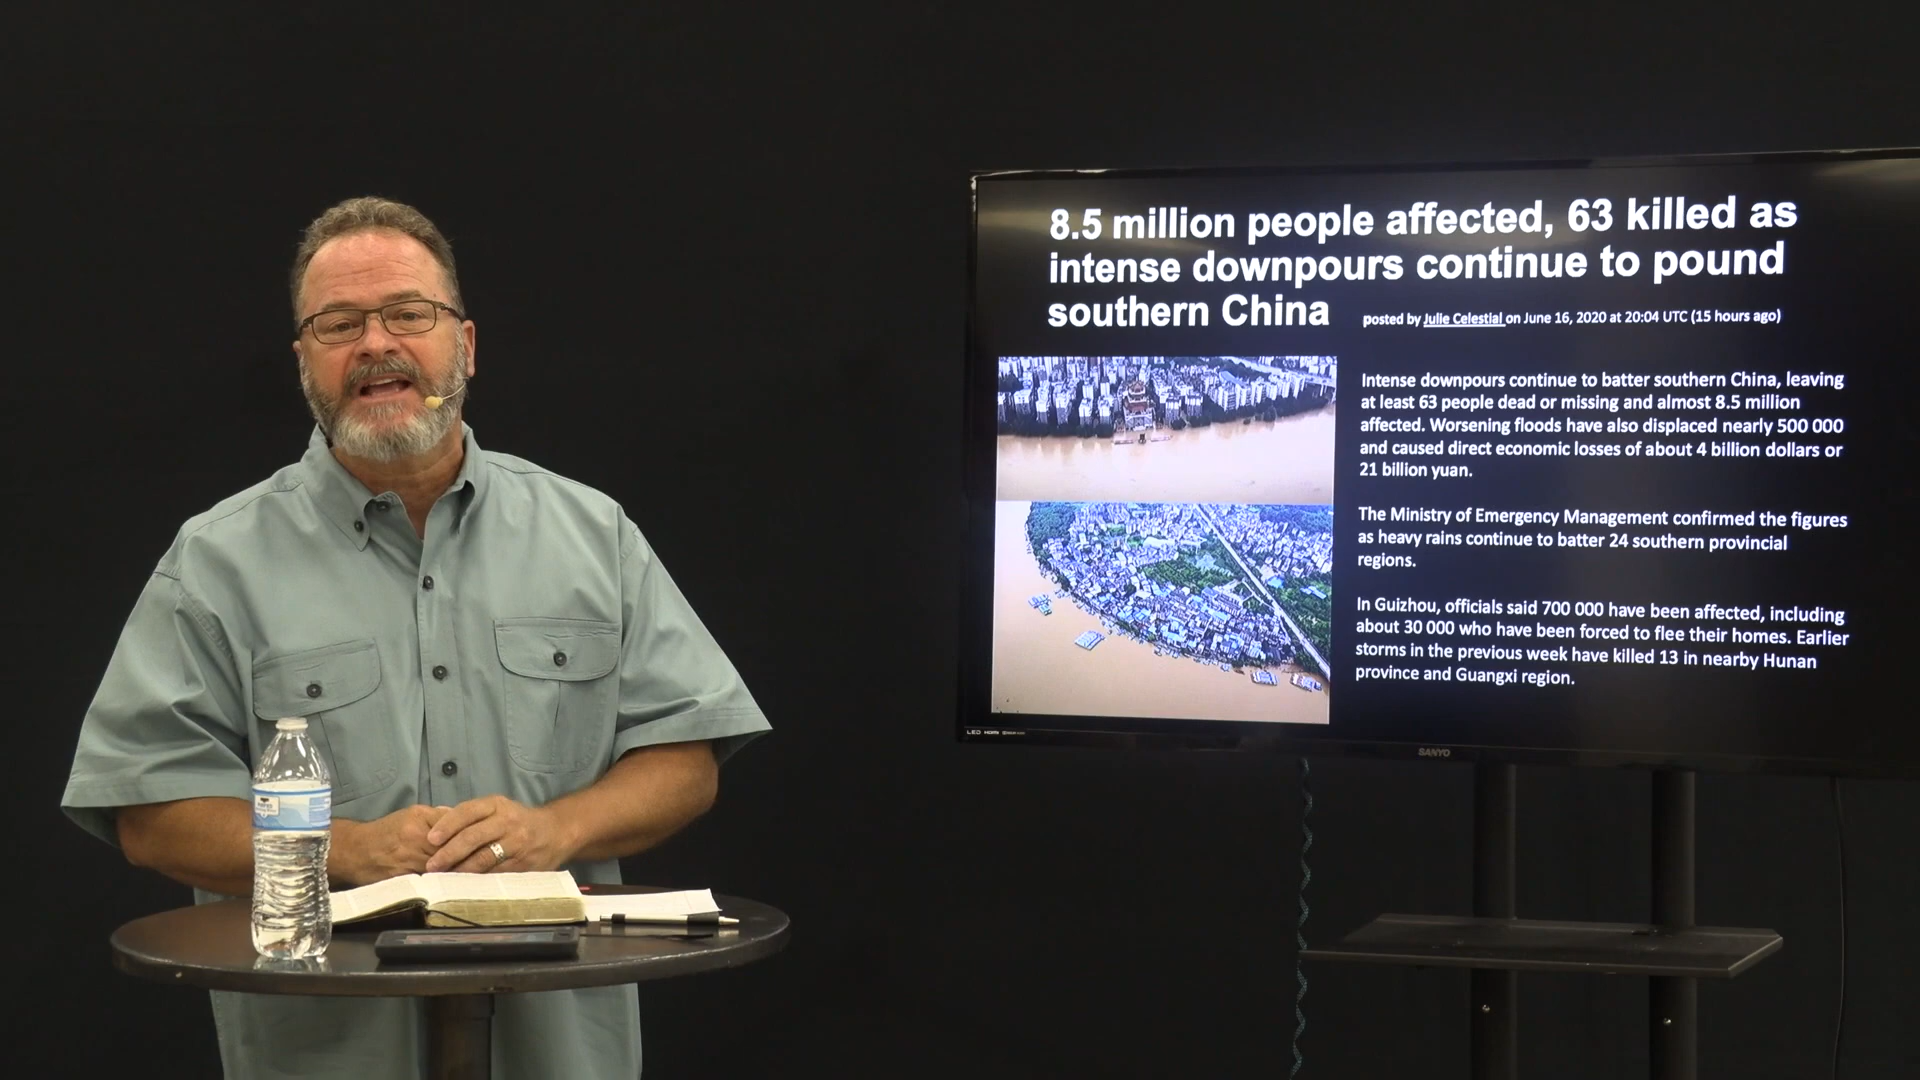 8.5 million people affected, 63 killed as
intense downpours continue to pound
southern China
posted by Julie Celestial on June 16, 2020 at 20:04 UTC (15 hours ago)
Intense downpours continue to batter southern China, leaving
at least 63 people dead or missing and almost 8.5 million
affected. Worsening floods have also displaced nearly 500 000
and caused direct economic losses of about 4 billion dollars or
21 billion yuan.
The Ministry of Emergency Management confirmed the figures
as heavy rains continue to batter 24 southern provincial
regions.
In Guizhou, officials said 700 000 have been affected, including
about 30 000 who have been forced to flee their homes. Earlier
storms in the previous week have killed 13 in nearby Hunan
province and Guangxi region.
LED HDMI
SANYO